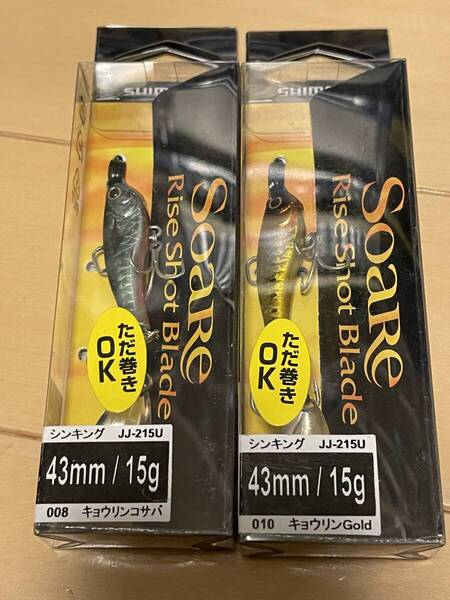 SHIM
SoaRe
Rise Shot Blade
ただ巻き
OK
シンキング JJ-215U
43mm / 15g
008 キョウリンコサバ
SHIM
SoaRe
Rise Shot Blade
ただ巻き
OK
シンキング JJ-215U
43mm / 15g
010 キョウリンGold